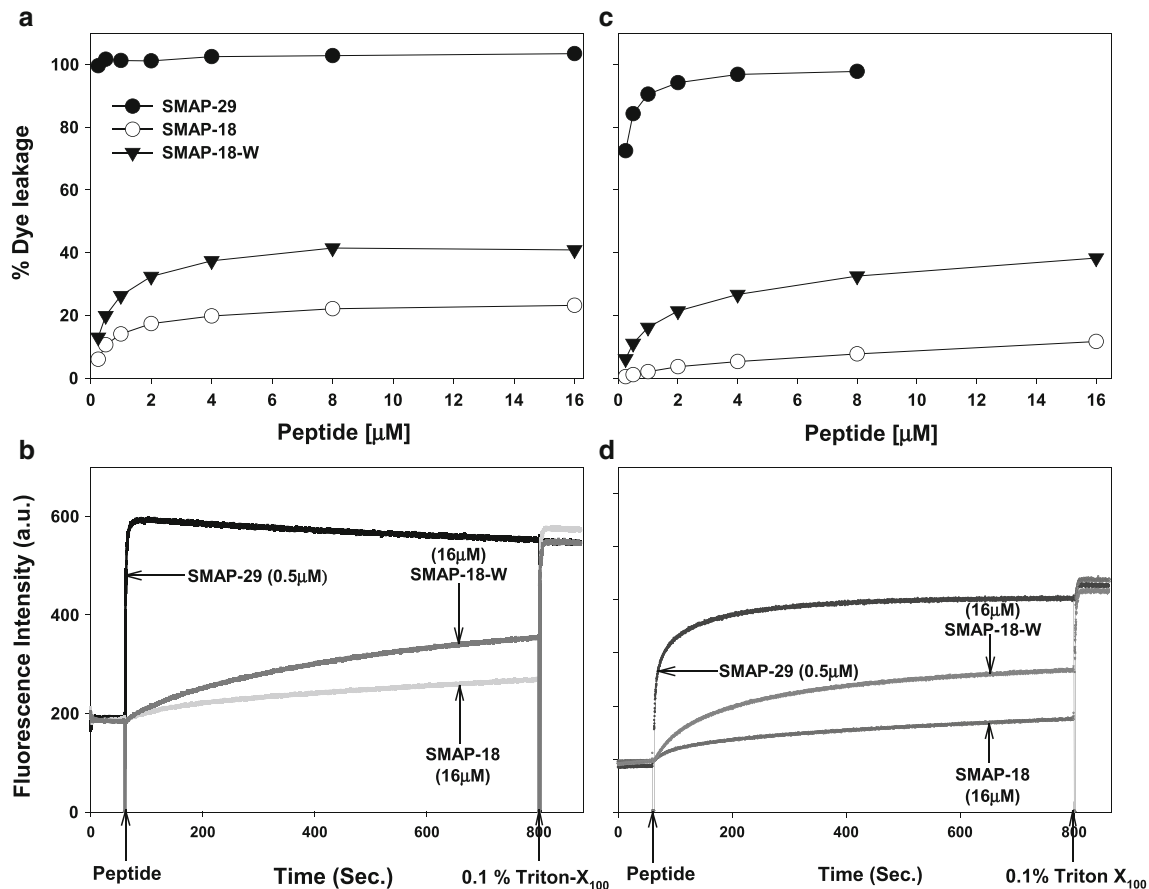 a
c
100
80
60
40
20
0
% Dye leakage
SMAP-29
SMAP-18
SMAP-18-W
0 2 4 6 8 10 12 14 16
Peptide [μM]
0 2 4 6 8 10 12 14 16
Peptide [μM]
b
d
600
400
200
0
Fluorescence Intensity (a.u.)
SMAP-29 (0.5μM)
(16μM)
SMAP-18-W
SMAP-18
(16μM)
0 200 400 600 800
Peptide
Time (Sec.)
0.1 % Triton-X100
(16μM)
SMAP-18-W
SMAP-29 (0.5μM)
SMAP-18
(16μM)
0 200 400 600 800
Peptide
Time (Sec.)
0.1% Triton X100